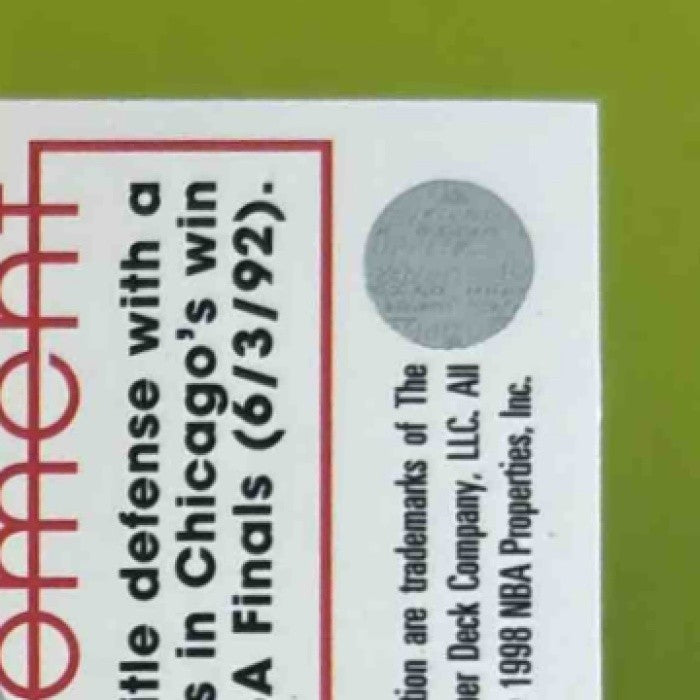 ement
ttle defense with a
s in Chicago's win
A Finals (6/3/92).
tion are trademarks of The
er Deck Company, LLC. All
1998 NBA Properties, Inc.